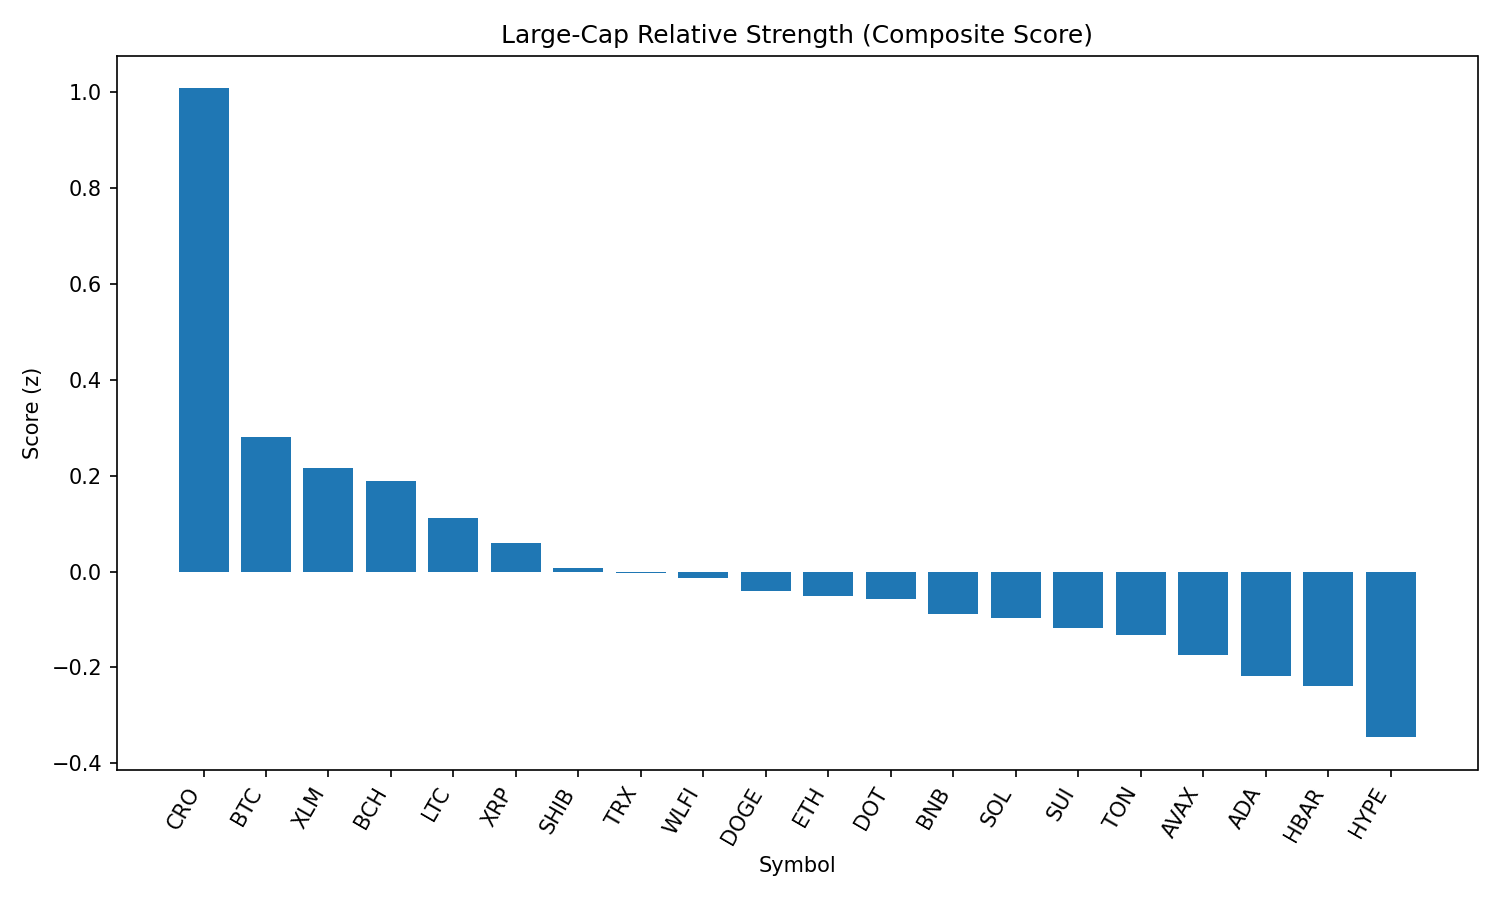 Large-Cap Relative Strength (Composite Score)
1.0
0.8
0.6
0.4
0.2
0.0
−0.2
−0.4
Score (z)
CRO
BTC
XLM
BCH
LTC
XRP
SHIB
TRX
WLFI
DOGE
ETH
DOT
BNB
SOL
SUI
TON
AVAX
ADA
HBAR
HYPE
Symbol